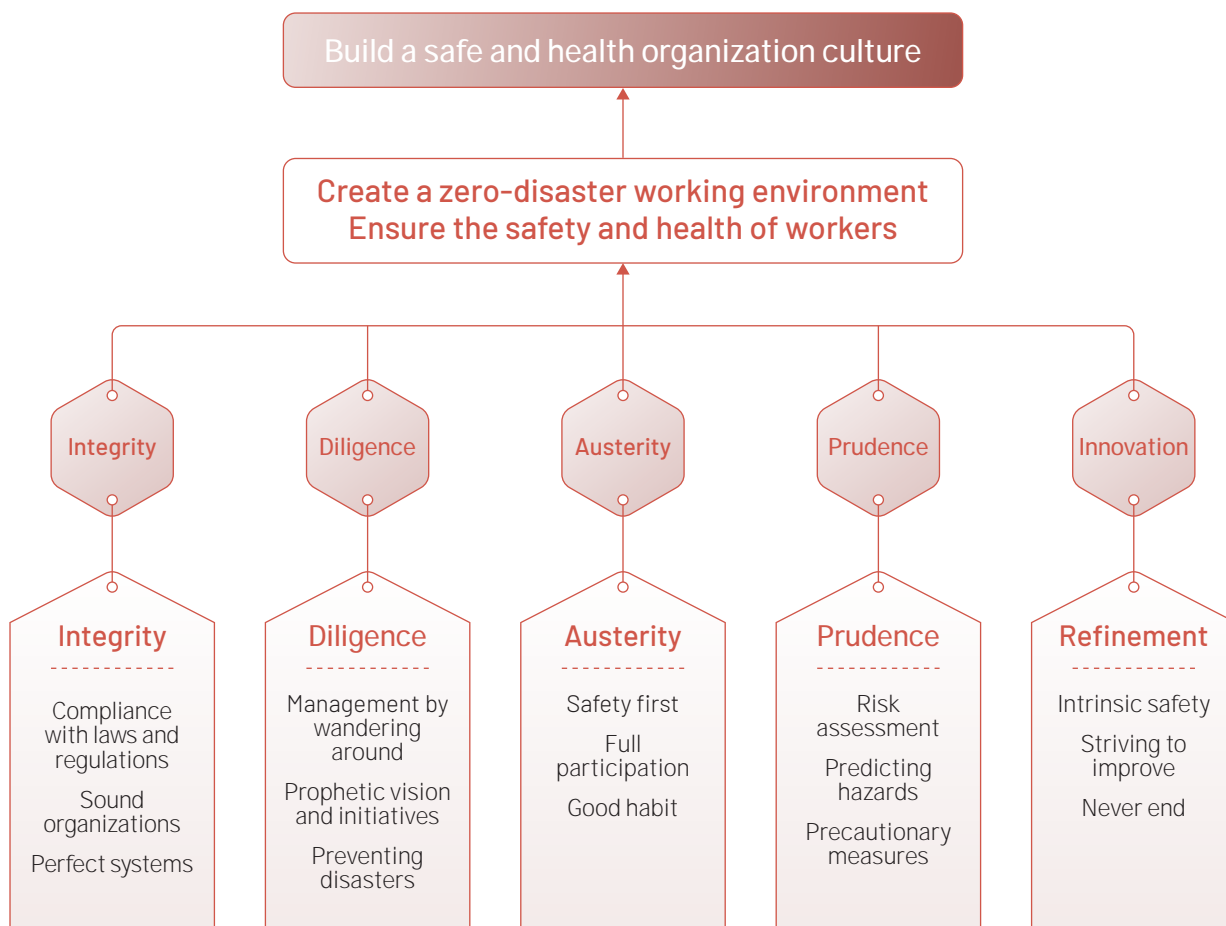 Build a safe and health organization culture
Create a zero-disaster working environment
Ensure the safety and health of workers
Integrity
Diligence
Austerity
Prudence
Innovation
Integrity
Compliance
with laws and
regulations
Sound
organizations
Perfect systems
Diligence
Management by
wandering
around
Prophetic vision
and initiatives
Preventing
disasters
Austerity
Safety first
Full
participation
Good habit
Prudence
Risk
assessment
Predicting
hazards
Precautionary
measures
Refinement
Intrinsic safety
Striving to
improve
Never end